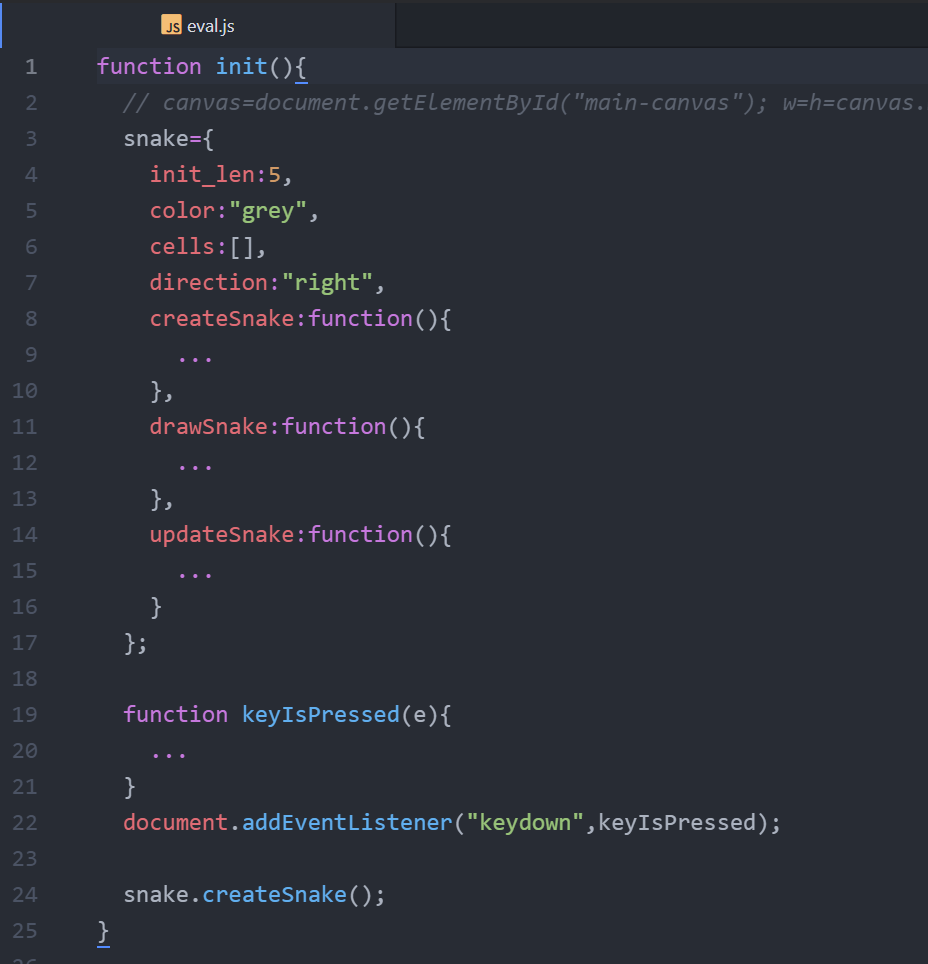 JS eval.js
1 function init(){
2 // canvas=document.getElementById("main-canvas"); w=h=canvas.
3 snake={
4 init_len:5,
5 color:"grey",
6 cells:[],
7 direction:"right",
8 createSnake:function(){
9 ...
10 },
11 drawSnake:function(){
12 ...
13 },
14 updateSnake:function(){
15 ...
16 }
17 };
18
19 function keyIsPressed(e){
20 ...
21 }
22 document.addEventListener("keydown",keyIsPressed);
23
24 snake.createSnake();
25 }